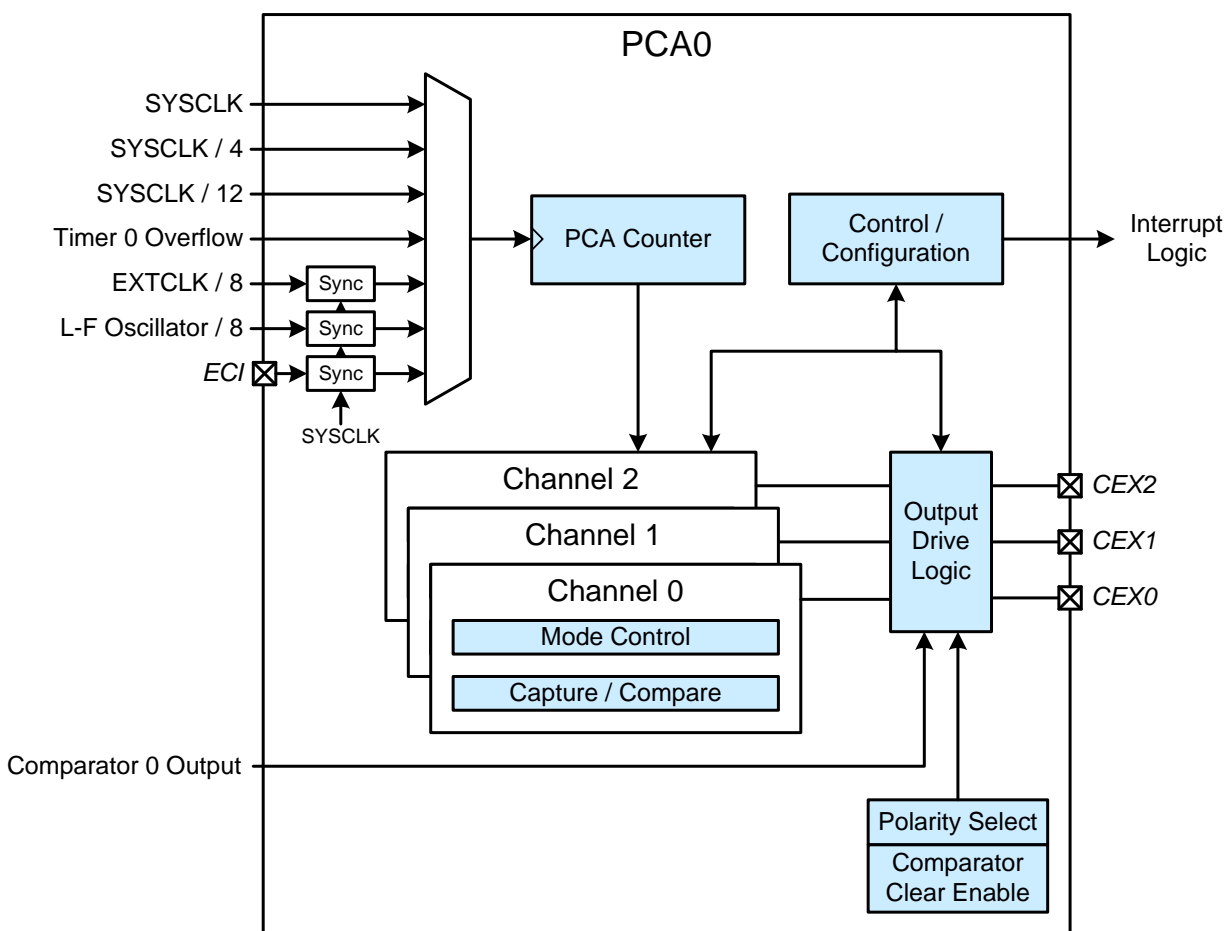 PCA0
SYSCLK
SYSCLK / 4
SYSCLK / 12
Timer 0 Overflow
EXTCLK / 8
L-F Oscillator / 8
ECI
Sync
Sync
Sync
SYSCLK
PCA Counter
Control /
Configuration
Interrupt
Logic
Channel 2
Channel 1
Channel 0
Mode Control
Capture / Compare
Output
Drive
Logic
CEX2
CEX1
CEX0
Comparator 0 Output
Polarity Select
Comparator
Clear Enable